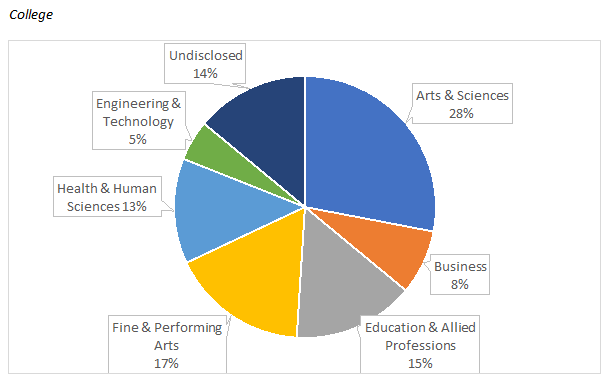 College
Undisclosed
14%
Arts & Sciences
28%
Engineering &
Technology
5%
Health & Human
Sciences 13%
Business
8%
Fine & Performing
Arts
17%
Education & Allied
Professions
15%